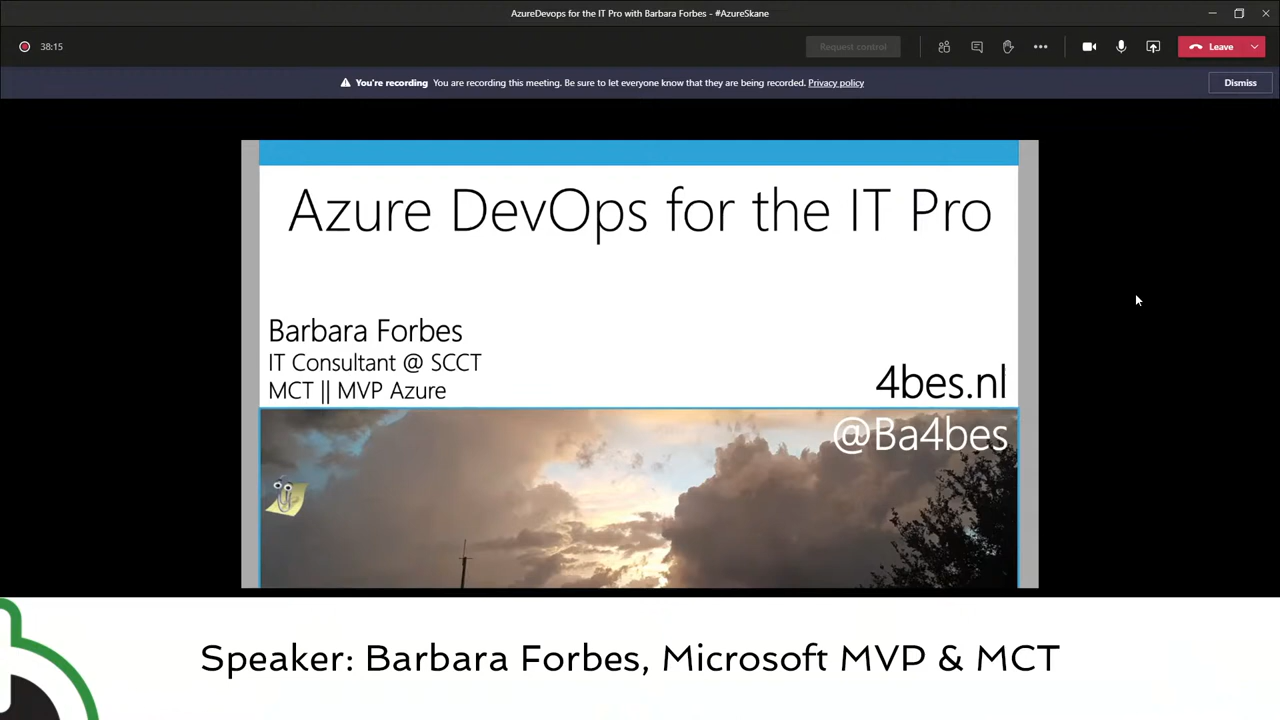 AzureDevops for the IT Pro with Barbara Forbes - #AzureSkane
38:15
Request control
Leave
You're recording You are recording this meeting. Be sure to let everyone know that they are being recorded. Privacy policy
Dismiss
Azure DevOps for the IT Pro
Barbara Forbes
IT Consultant @ SCCT
MCT || MVP Azure
4bes.nl
@Ba4bes
Speaker: Barbara Forbes, Microsoft MVP & MCT